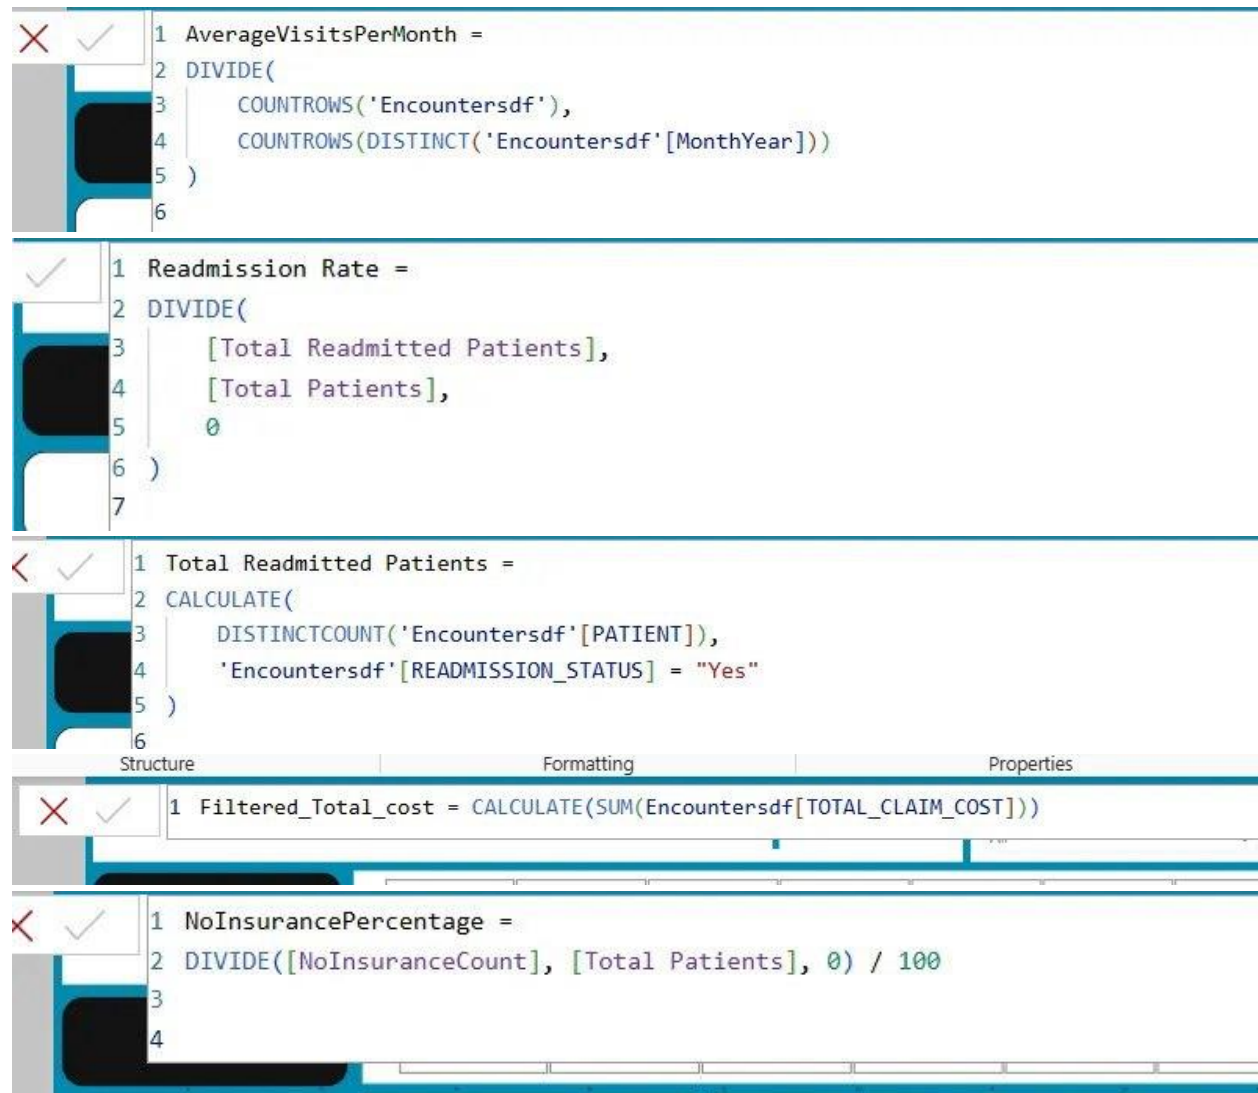 1 AverageVisitsPerMonth =
2 DIVIDE(
3 COUNTROWS('Encountersdf'),
4 COUNTROWS(DISTINCT('Encountersdf'[MonthYear]))
5 )
6
1 Readmission Rate =
2 DIVIDE(
3 [Total Readmitted Patients],
4 [Total Patients],
5 0
6 )
7
1 Total Readmitted Patients =
2 CALCULATE(
3 DISTINCTCOUNT('Encountersdf'[PATIENT]),
4 'Encountersdf'[READMISSION_STATUS] = "Yes"
5 )
6
Structure Formatting Properties
1 Filtered_Total_cost = CALCULATE(SUM(Encountersdf[TOTAL_CLAIM_COST]))
1 NoInsurancePercentage =
2 DIVIDE([NoInsuranceCount], [Total Patients], 0) / 100
3
4